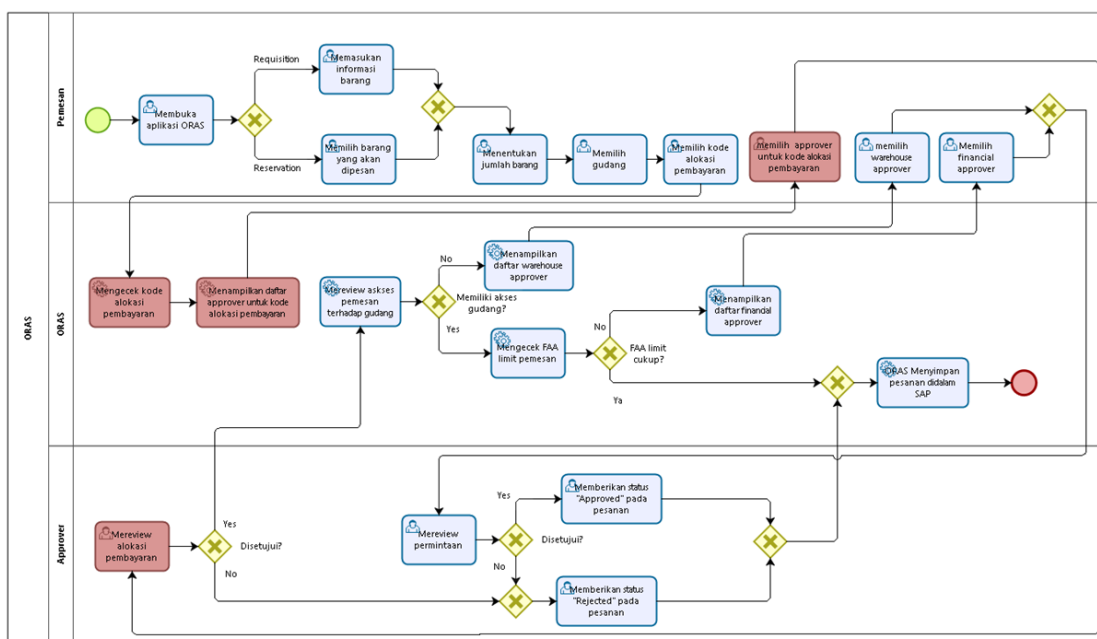 ORAS
Pemesan
Membuka
aplikasi ORAS
Requisition
Reservation
Memasukan
informasi
barang
Memilih barang
yang akan
dipesan
Menentukan
jumlah barang
Memilih
gudang
Memilih kode
alokasi
pembayaran
memilih approver
untuk kode alokasi
pembayaran
memilih
warehouse
approver
Memilih
financial
approver
ORAS
Mengecek kode
alokasi
pembayaran
Menampilkan daftar
approver untuk kode
alokasi pembayaran
Mereview askses
pemesan
terhadap gudang
No
Memiliki akses
gudang?
Yes
Menampilkan
daftar warehouse
approver
Mengecek FAA
limit pemesan
No
FAA limit
cukup?
Ya
Menampilkan
daftar finandal
approver
ORAS Menyimpan
pesanan didalam
SAP
Approver
Mereview
alokasi
pembayaran
Yes
Disetujui?
No
Mereview
permintaan
Yes
Disetujui?
No
Memberikan status
"Approved" pada
pesanan
Memberikan status
"Rejected" pada
pesanan